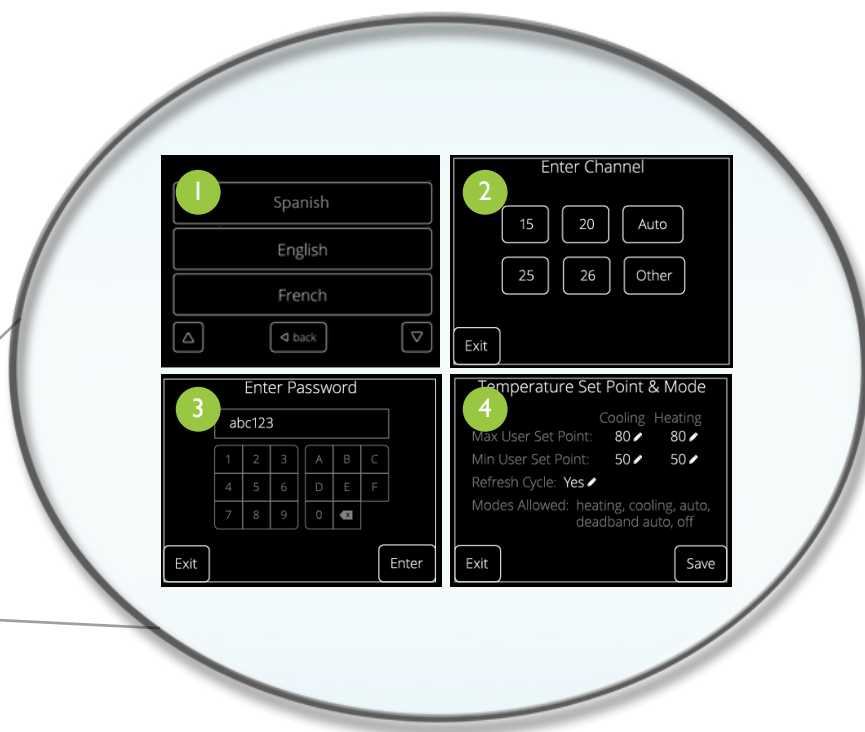 1
Spanish
English
French
back
2
Enter Channel
15 20 Auto
25 26 Other
Exit
3
Enter Password
abc123
1 2 3 A B C
4 5 6 D E F
7 8 9 0
Exit Enter
4
Temperature Set Point & Mode
Cooling Heating
Max User Set Point: 80 80
Min User Set Point: 50 50
Refresh Cycle: Yes
Modes Allowed: heating, cooling, auto,
deadband auto, off
Exit Save